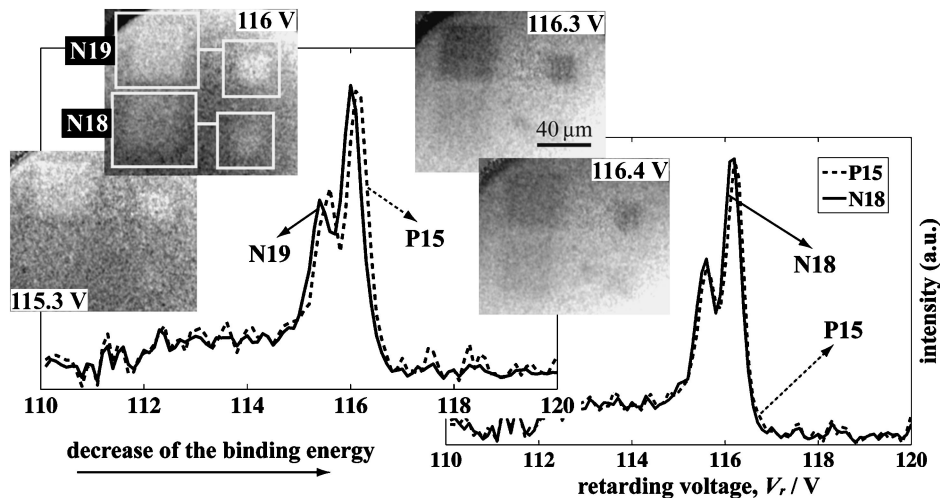 116 V
116.3 V
N19
N18
40 µm
116.4 V
P15
N18
115.3 V
N19
P15
N18
P15
intensity (a.u.)
110 112 114 116 118 120
110 112 114 116 118 120
decrease of the binding energy
retarding voltage, Vr / V